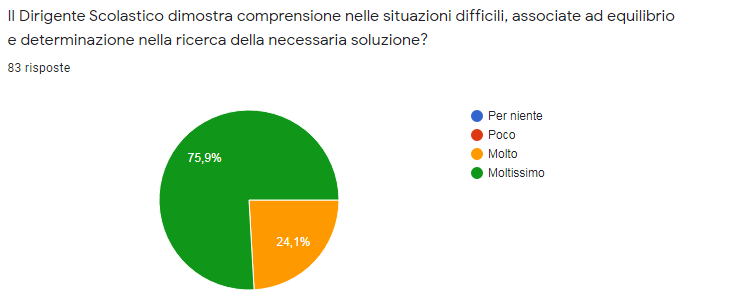 Il Dirigente Scolastico dimostra comprensione nelle situazioni difficili, associate ad equilibrio
e determinazione nella ricerca della necessaria soluzione?
83 risposte
75,9%
24,1%
Per niente
Poco
Molto
Moltissimo